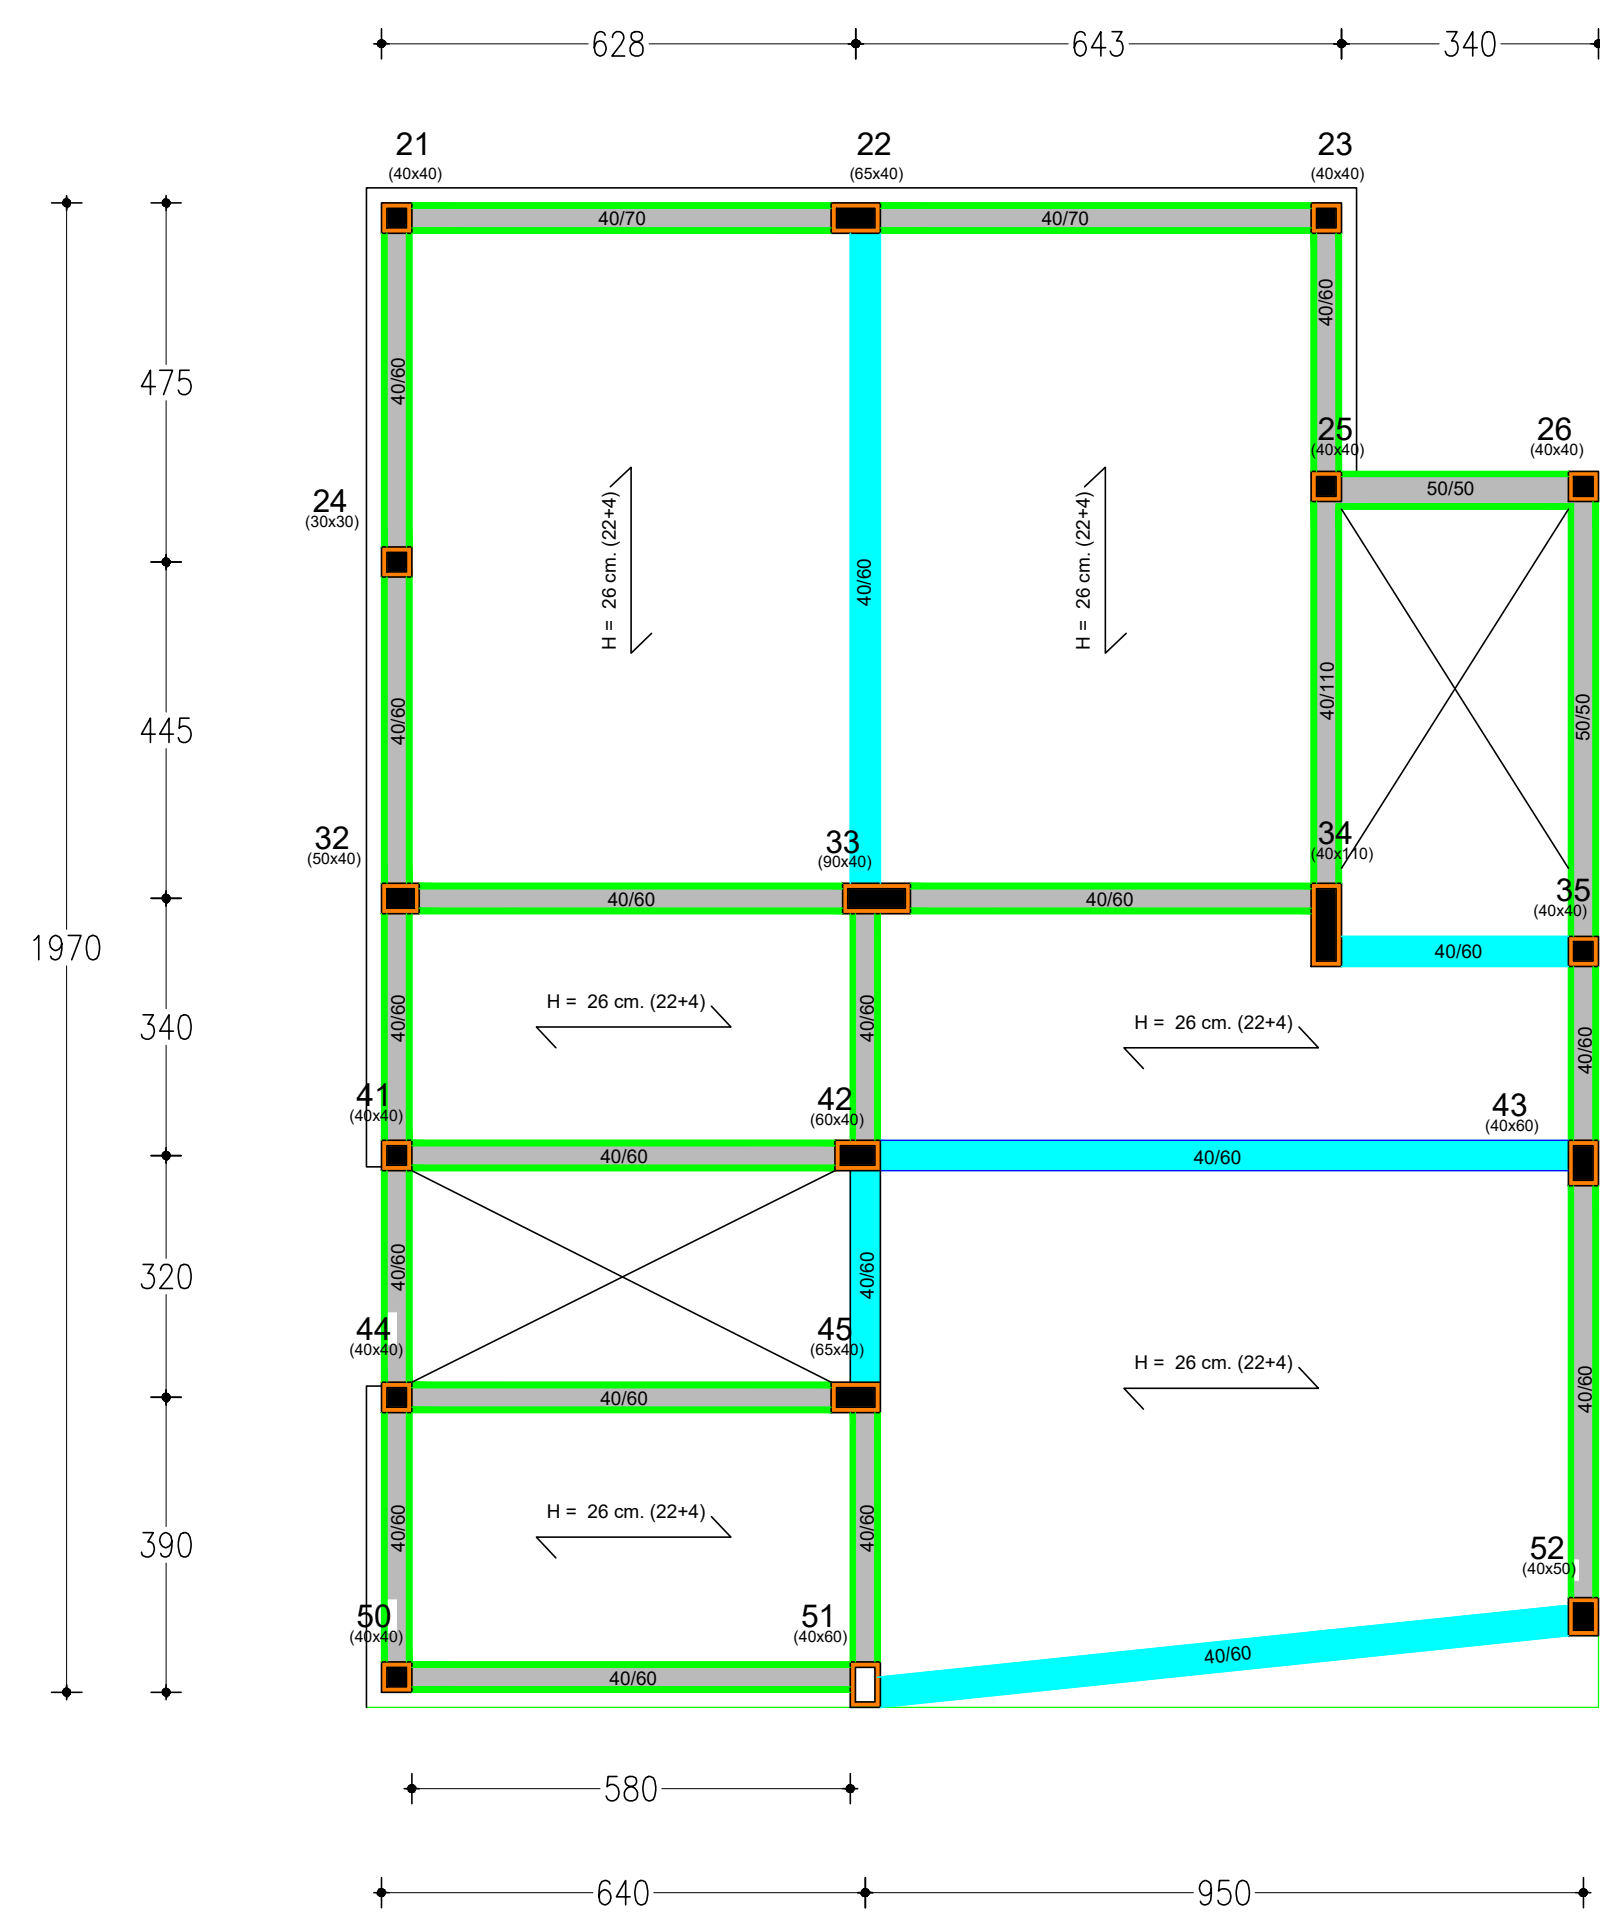 628
643
340
21
(40x40)
22
(65x40)
23
(40x40)
40/70
40/70
40/60
40/60
475
25
(40x40)
26
(40x40)
50/50
24
(30x30)
H = 26 cm. (22+4)
H = 26 cm. (22+4)
40/60
40/60
445
40/110
50/50
32
(50x40)
33
(90x40)
34
(40x110)
35
(40x40)
40/60
40/60
40/60
1970
H = 26 cm. (22+4)
H = 26 cm. (22+4)
340
40/60
40/60
40/60
41
(40x40)
42
(60x40)
43
(40x60)
40/60
40/60
320
40/60
40/60
44
(40x40)
45
(65x40)
H = 26 cm. (22+4)
40/60
40/60
H = 26 cm. (22+4)
390
40/60
40/60
52
(40x50)
50
(40x40)
51
(40x60)
40/60
40/60
580
640
950